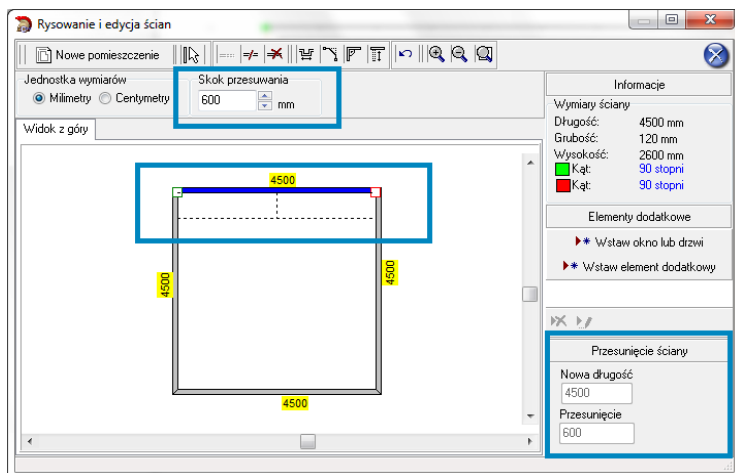 Rysowanie i edycja ścian
Nowe pomieszczenie
Jednostka wymiarów
Milimetry Centymetry
Skok przesuwania
600 mm
Widok z góry
4500
4500
4500
4500
Informacje
Wymiary ściany
Długość: 4500 mm
Grubość: 120 mm
Wysokość: 2600 mm
Kąt: 90 stopni
Kąt: 90 stopni
Elementy dodatkowe
Wstaw okno lub drzwi
Wstaw element dodatkowy
Przesunięcie ściany
Nowa długość
4500
Przesunięcie
600